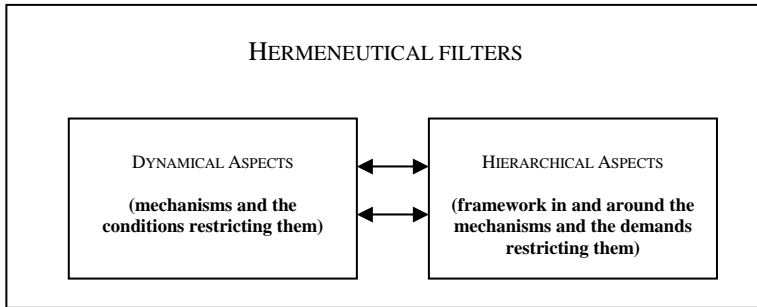 HERMENEUTICAL FILTERS
DYNAMICAL ASPECTS
(mechanisms and the
conditions restricting them)
HIERARCHICAL ASPECTS
(framework in and around the
mechanisms and the demands
restricting them)